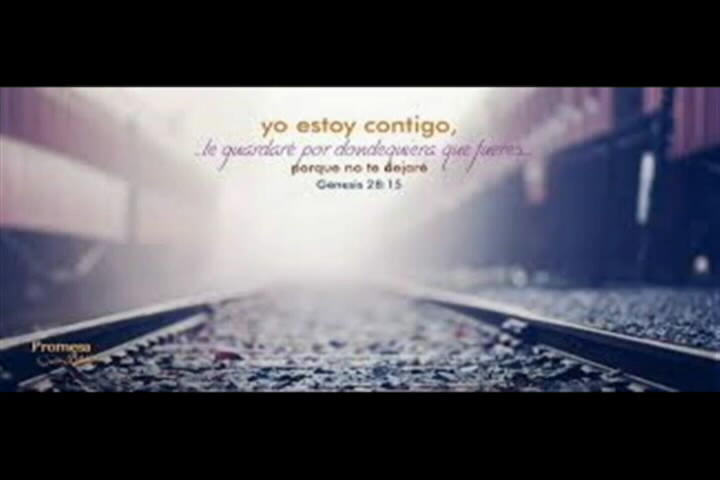 yo estoy contigo,
...te guardaré por dondequiera que fueres...
porque no te dejaré
Génesis 28:15
Promesa